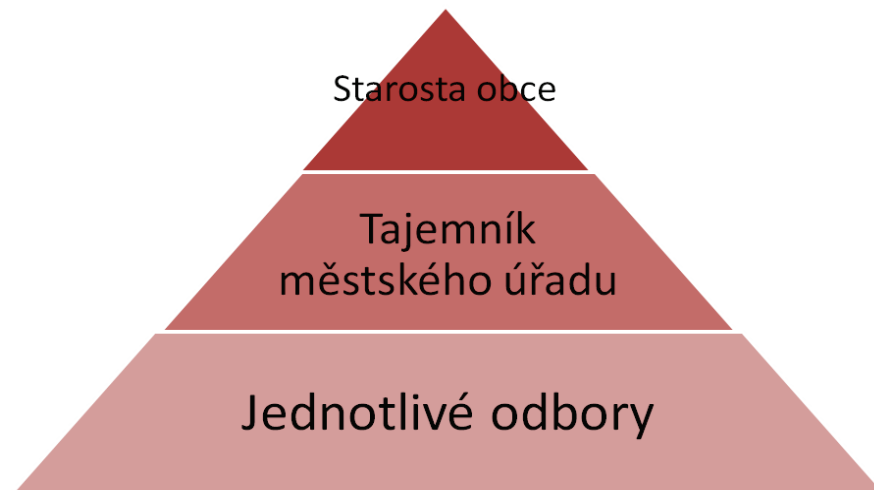 Starosta obce
Tajemník
městského úřadu
Jednotlivé odbory